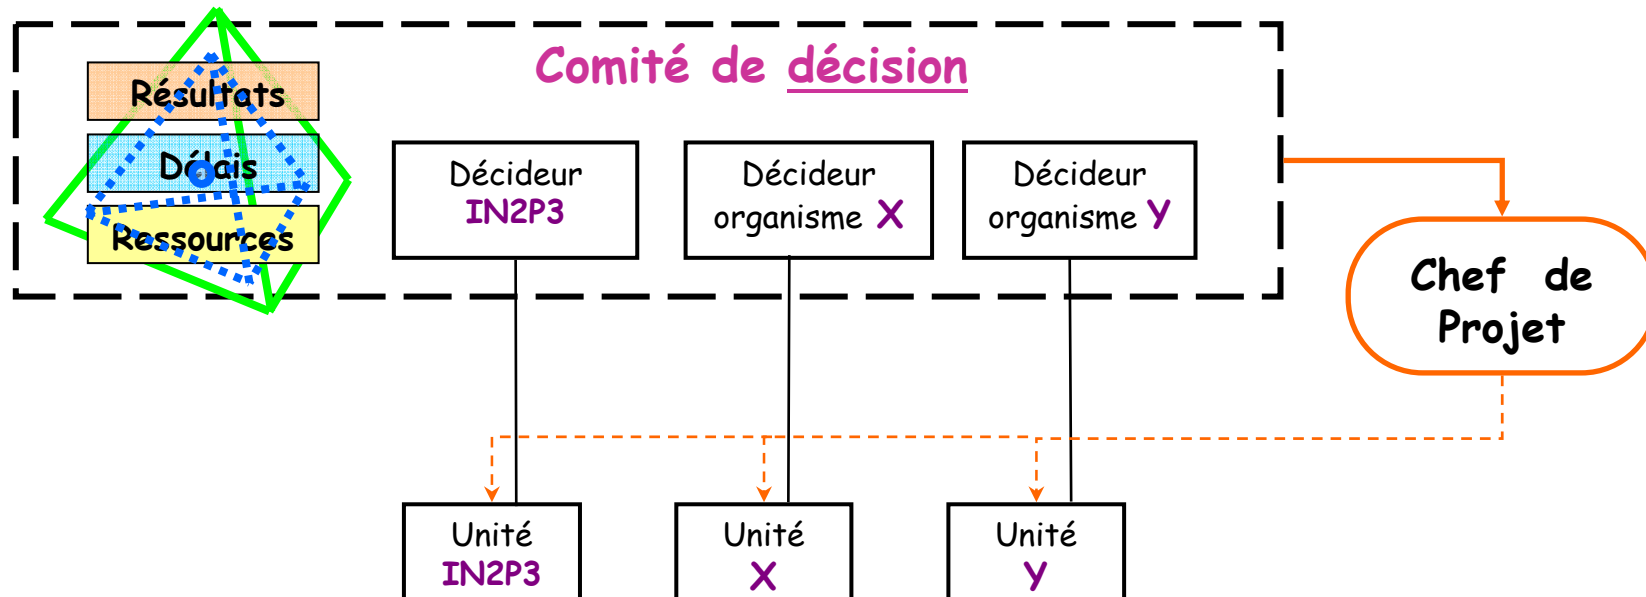 Comité de décision
Résultats
Délais
Ressources
Décideur
IN2P3
Décideur
organisme X
Décideur
organisme Y
Chef de
Projet
Unité
IN2P3
Unité
X
Unité
Y